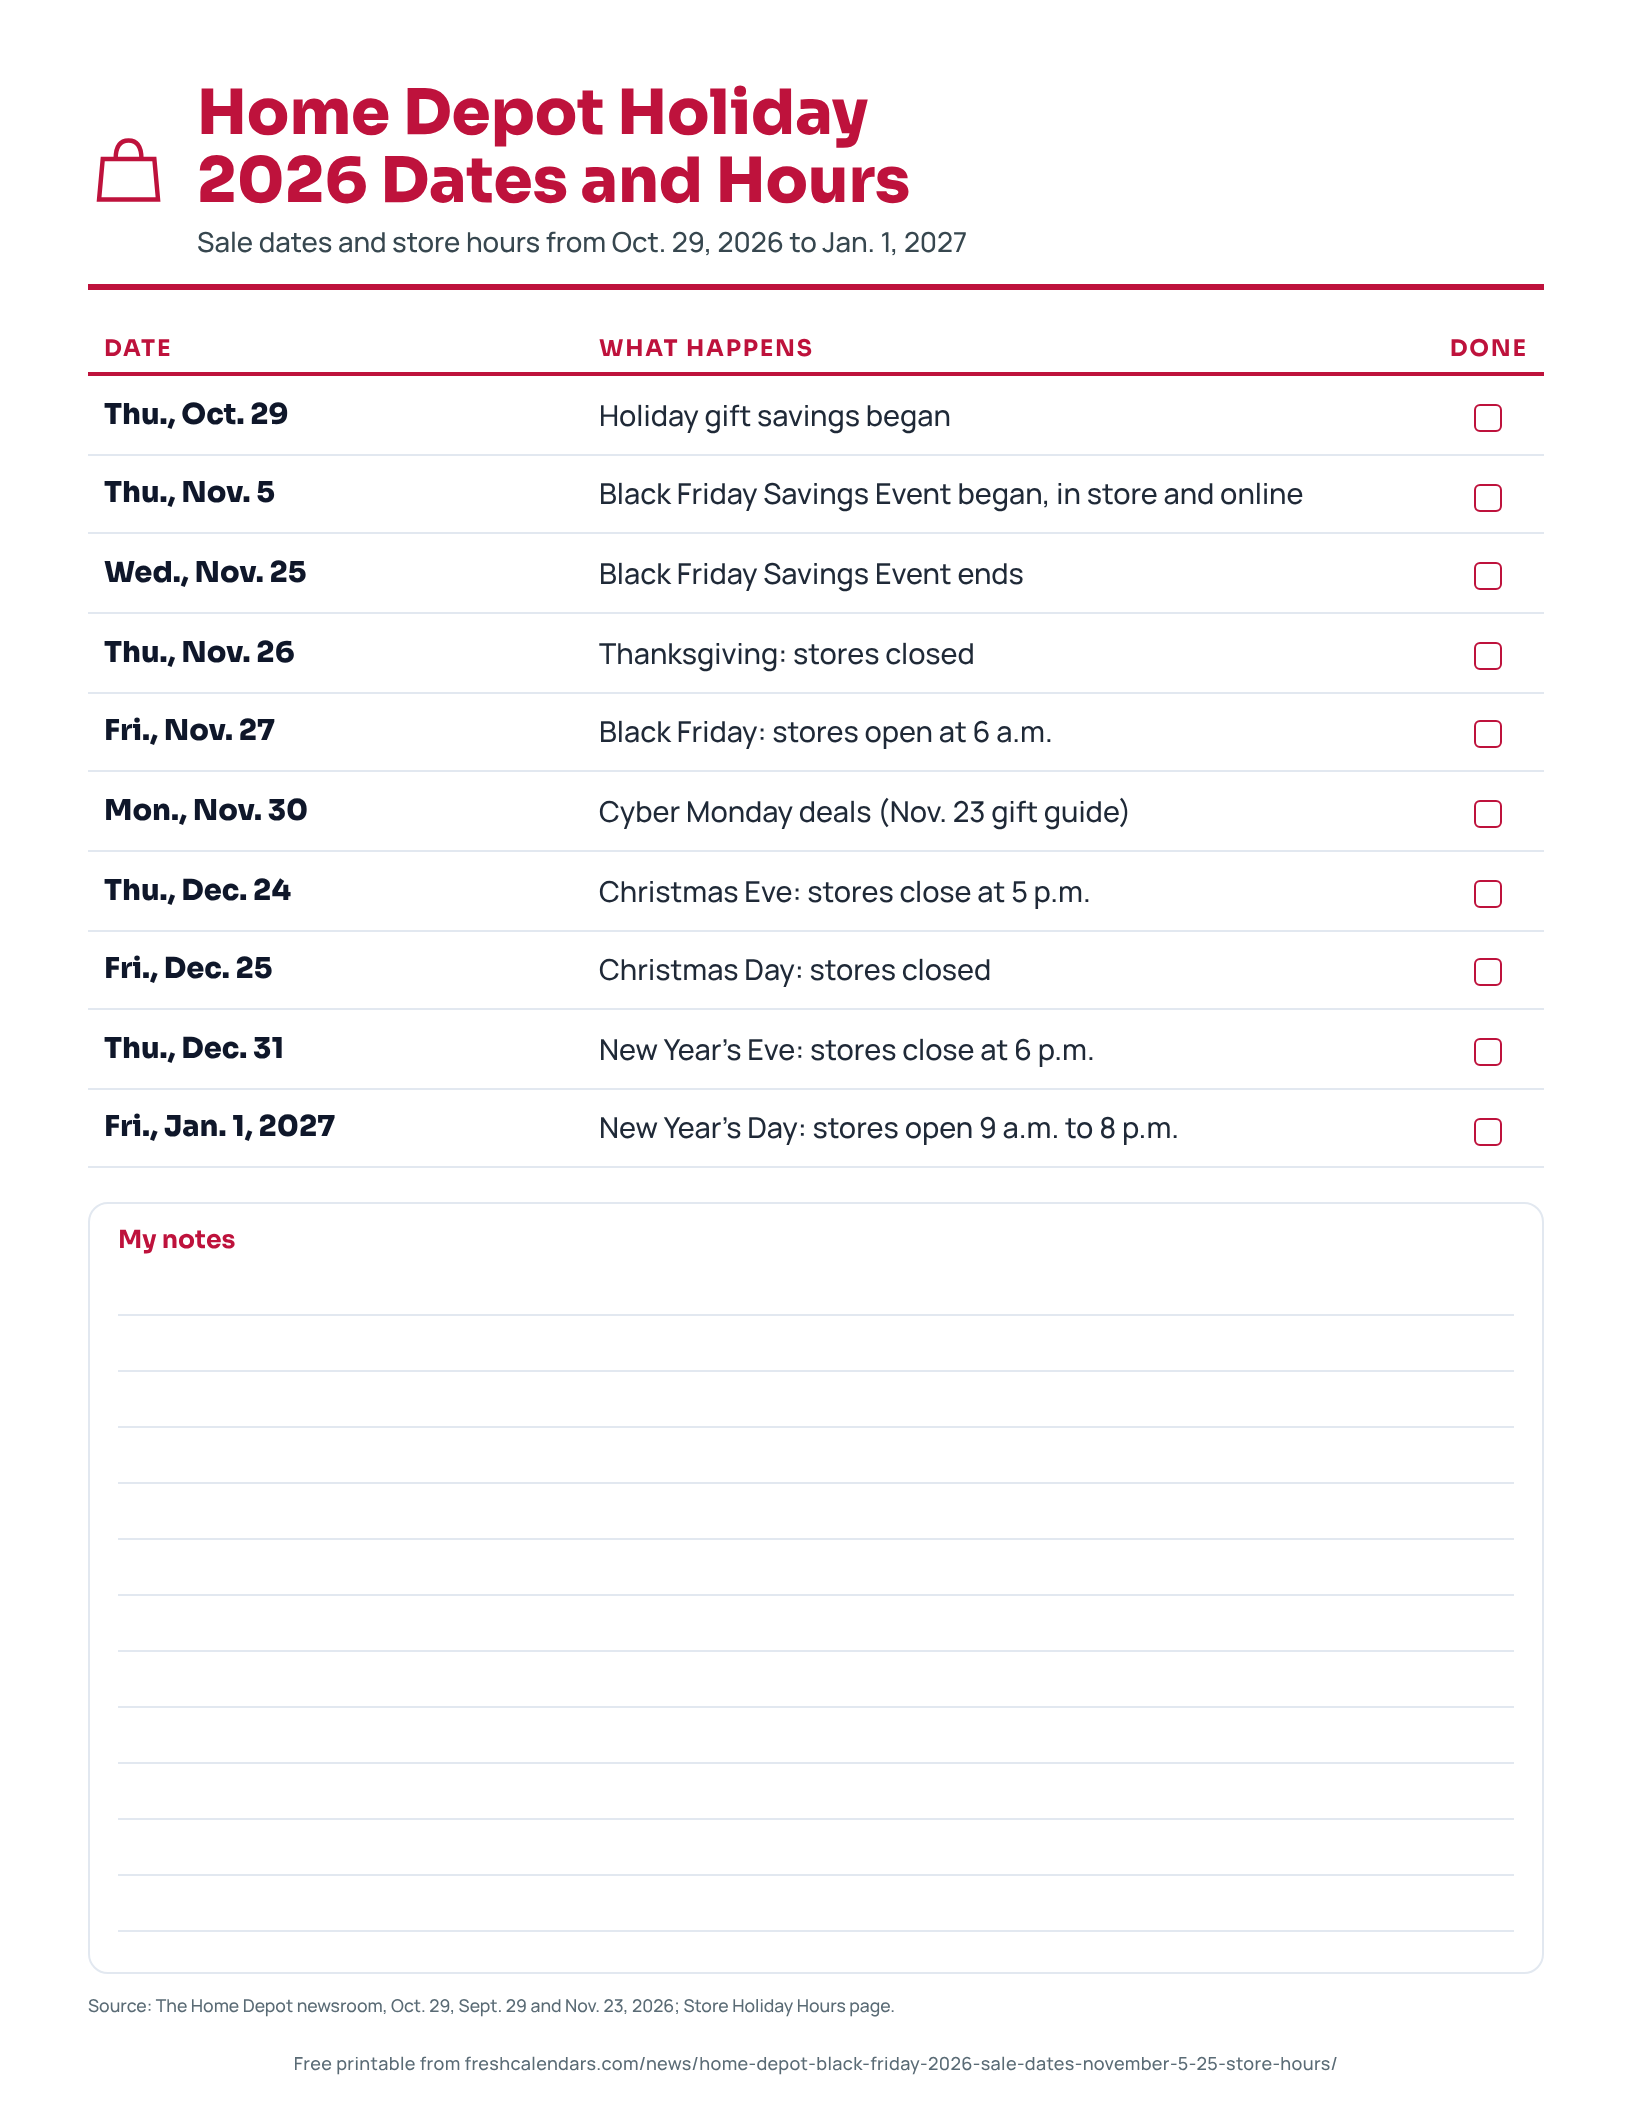 Home Depot Holiday
2026 Dates and Hours
Sale dates and store hours from Oct. 29, 2026 to Jan. 1, 2027
DATE WHAT HAPPENS DONE
Thu., Oct. 29 Holiday gift savings began
Thu., Nov. 5 Black Friday Savings Event began, in store and online
Wed., Nov. 25 Black Friday Savings Event ends
Thu., Nov. 26 Thanksgiving: stores closed
Fri., Nov. 27 Black Friday: stores open at 6 a.m.
Mon., Nov. 30 Cyber Monday deals (Nov. 23 gift guide)
Thu., Dec. 24 Christmas Eve: stores close at 5 p.m.
Fri., Dec. 25 Christmas Day: stores closed
Thu., Dec. 31 New Year’s Eve: stores close at 6 p.m.
Fri., Jan. 1, 2027 New Year’s Day: stores open 9 a.m. to 8 p.m.
My notes
Source: The Home Depot newsroom, Oct. 29, Sept. 29 and Nov. 23, 2026; Store Holiday Hours page.
Free printable from freshcalendars.com/news/home-depot-black-friday-2026-sale-dates-november-5-25-store-hours/